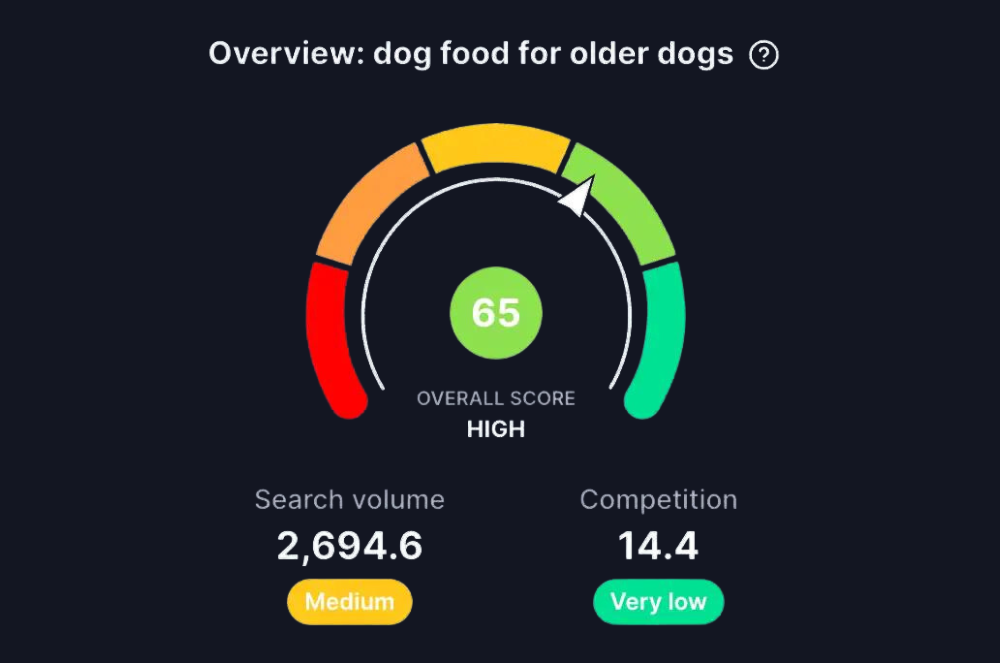 Overview: dog food for older dogs ?
65
OVERALL SCORE
HIGH
Search volume
Competition
2,694.6
14.4
Medium
Very low